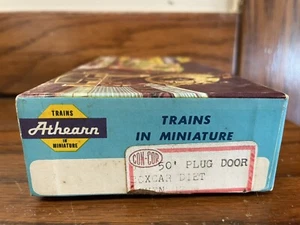 TRAINS
Athearn
IN MINIATURE
TRAINS
IN MINIATURE
CON-COR
50' PLUG DOOR